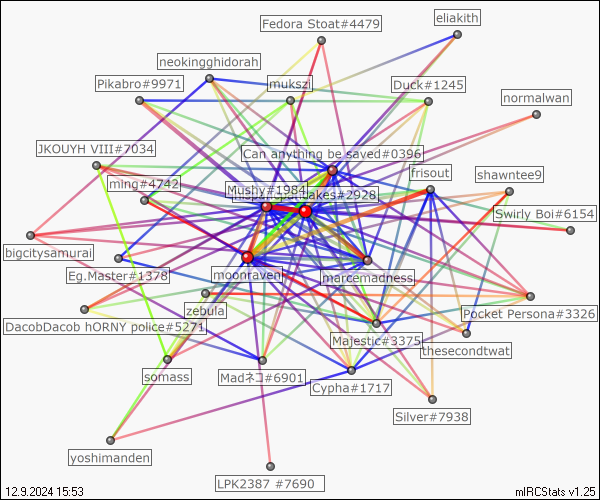 Fedora Stoat#4479
eliakith
neokingghidorah
Pikabro#9971
mukszi
Duck#1245
normalwan
JKOUYH VIII#7034
Can anything be saved#0396
ming#4742
Mushy#1984
akes#2928
frisout
shawntee9
Swirly Boi#6154
bigcitysamurai
Eg.Master#1378
moonraven
marcemadness
zebula
Pocket Persona#3326
DacobDacob hORNY police#5271
Majestic#3375
thesecondtwat
somass
Madネコ#6901
Cypha#1717
Silver#7938
yoshimanden
LPK2387 #7690
12.9.2024 15:53
mIRCStats v1.25